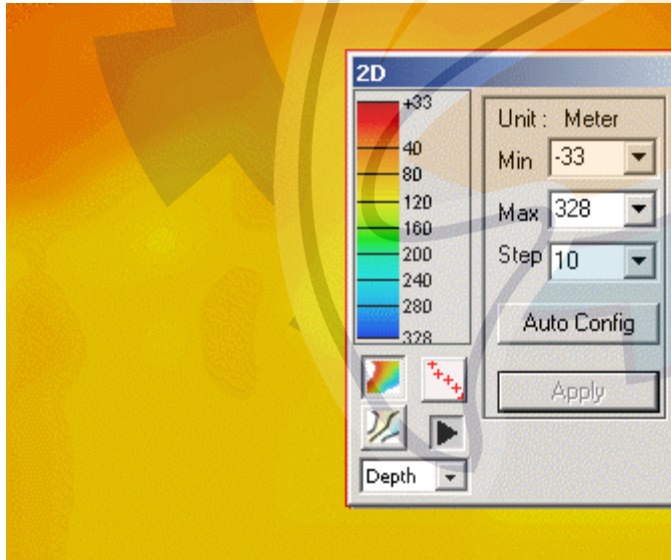 2D
+33
40
80
120
160
200
240
280
328
Unit : Meter
Min -33
Max 328
Step 10
Auto Config
Apply
Depth